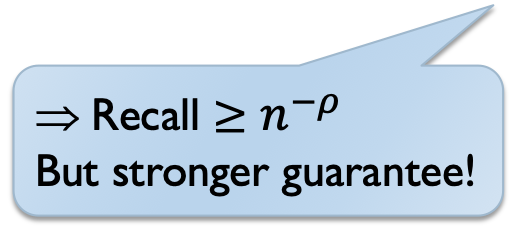 ⇒ Recall ≥ n^{−ρ}
But stronger guarantee!